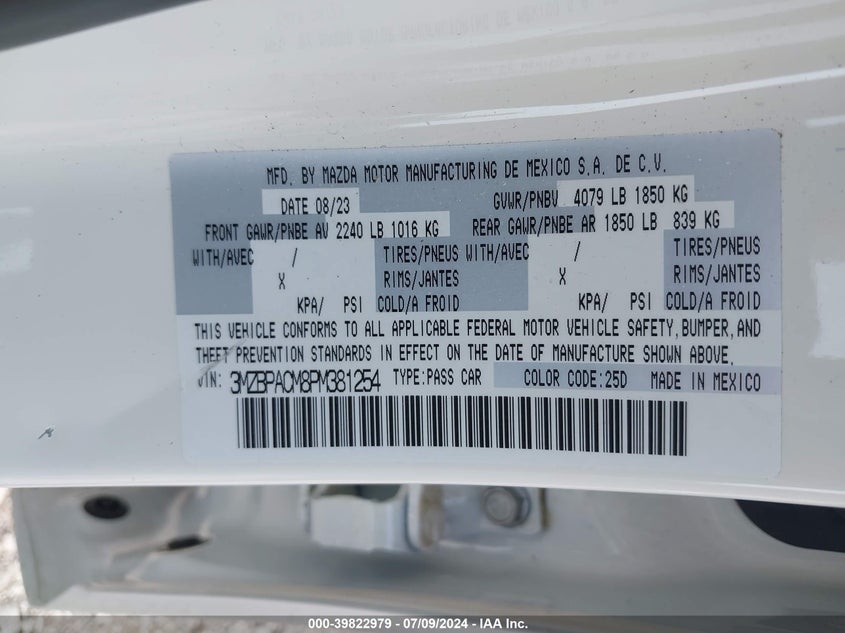 MFD. BY MAZDA MOTOR MANUFACTURING DE MEXICO S.A. DE C.V.
DATE 08/23 GVWR/PNBV 4079 LB 1850 KG
FRONT GAWR/PNBE AV 2240 LB 1016 KG REAR GAWR/PNBE AR 1850 LB 839 KG
WITH/AVEC / TIRES/PNEUS WITH/AVEC / TIRES/PNEUS
X RIMS/JANTES X RIMS/JANTES
KPA/ PSI COLD/A FROID KPA/ PSI COLD/A FROID
THIS VEHICLE CONFORMS TO ALL APPLICABLE FEDERAL MOTOR VEHICLE SAFETY, BUMPER, AND
THEFT PREVENTION STANDARDS IN EFFECT ON THE DATE OF MANUFACTURE SHOWN ABOVE.
VIN: 3MZBPACM8PM381254 TYPE:PASS CAR COLOR CODE:25D MADE IN MEXICO
000-39822979 - 07/09/2024 - IAA Inc.